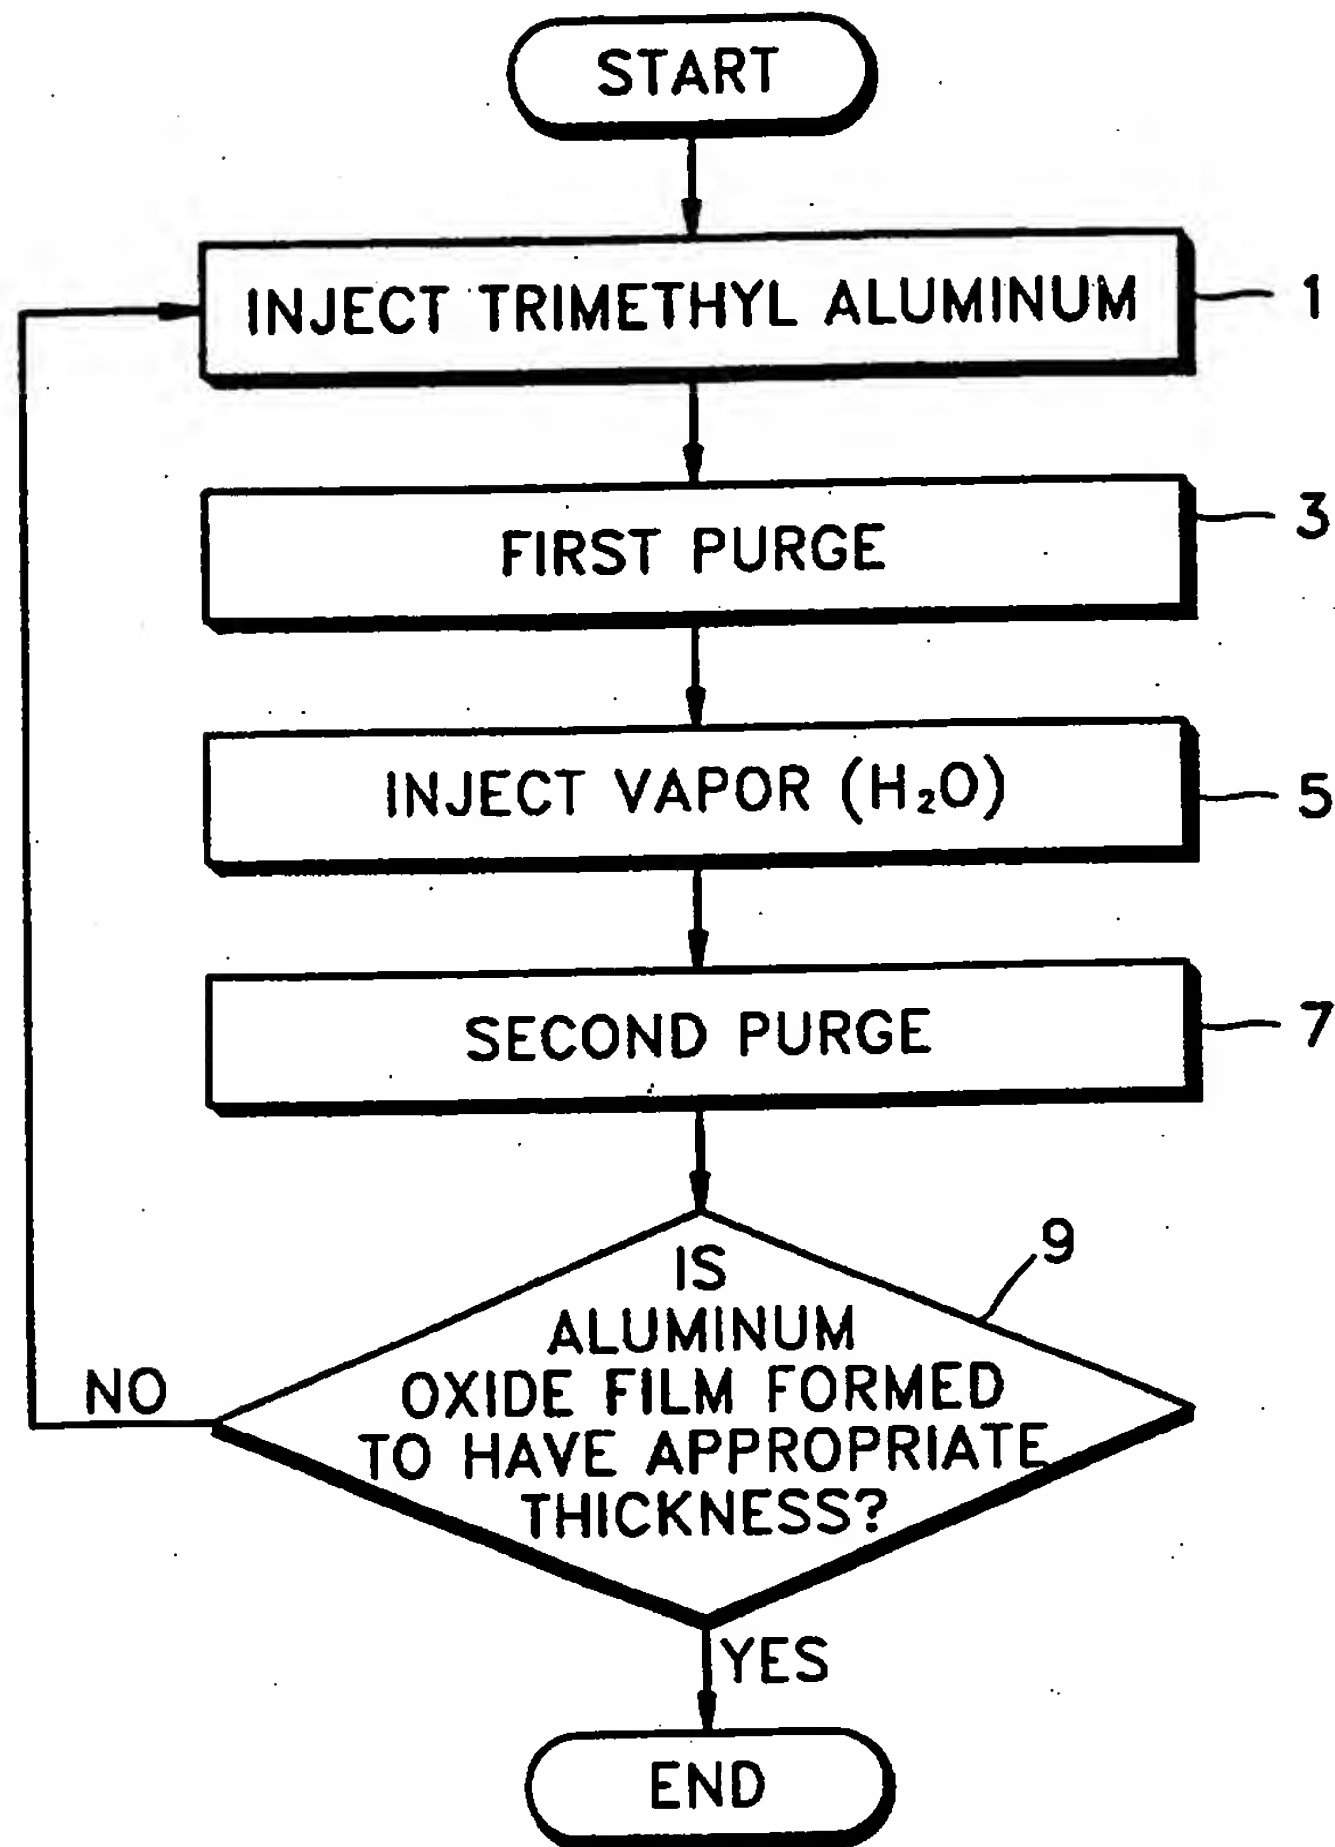 START
INJECT TRIMETHYL ALUMINUM
1
FIRST PURGE
3
INJECT VAPOR (H₂O)
5
SECOND PURGE
7
9
IS
ALUMINUM
OXIDE FILM FORMED
TO HAVE APPROPRIATE
THICKNESS?
NO
YES
END